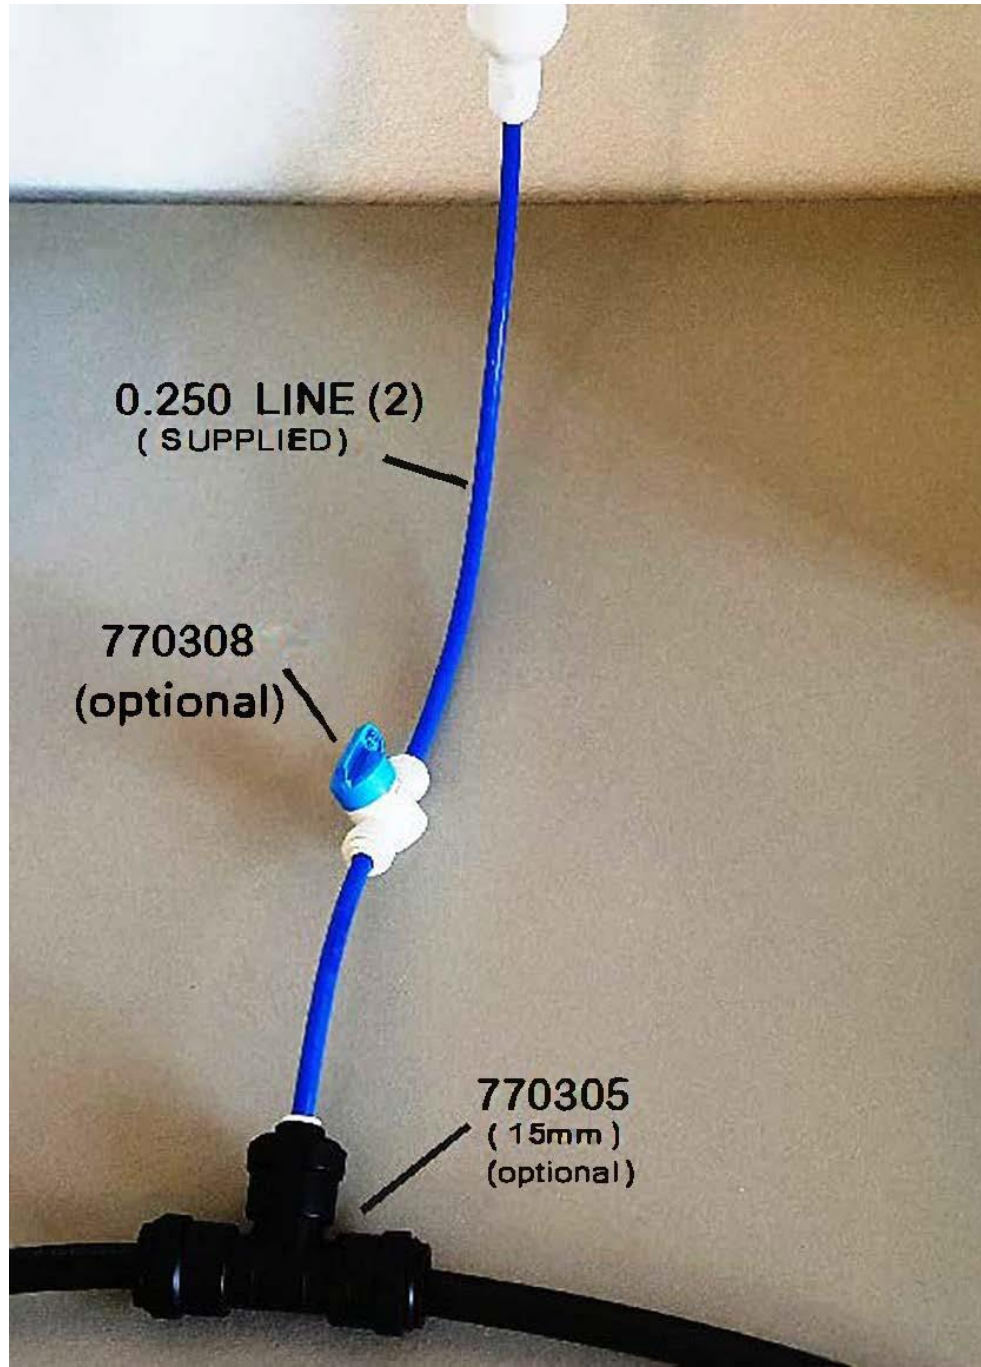 0.250 LINE (2)
( SUPPLIED)
770308
(optional)
770305
( 15mm )
(optional)